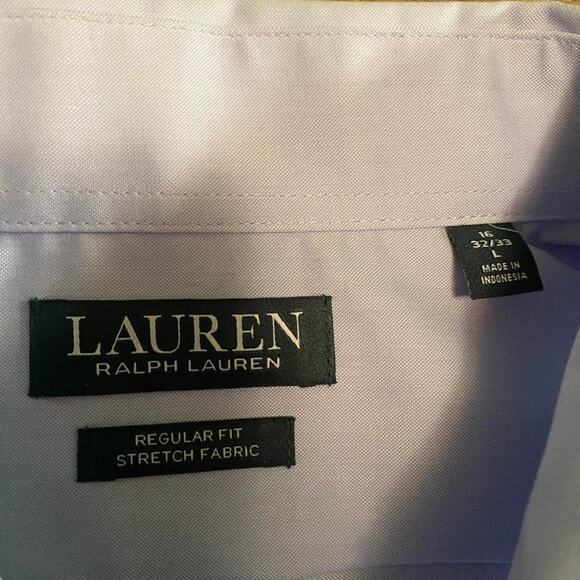 16
32/33
L
MADE IN
INDONESIA
LAUREN
RALPH LAUREN
REGULAR FIT
STRETCH FABRIC